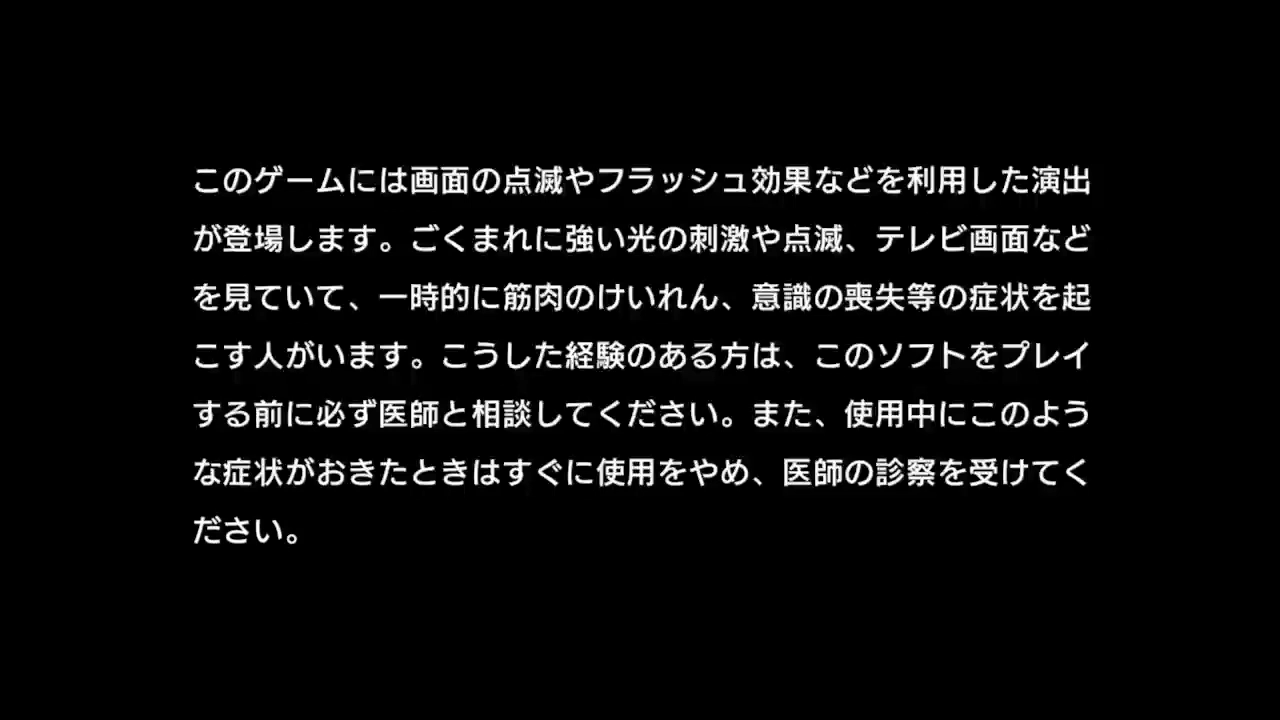 このゲームには画面の点滅やフラッシュ効果などを利用した演出
が登場します。ごくまれに強い光の刺激や点滅、テレビ画面など
を見ていて、一時的に筋肉のけいれん、意識の喪失等の症状を起
こす人がいます。こうした経験のある方は、このソフトをプレイ
する前に必ず医師と相談してください。また、使用中にこのよう
な症状がおきたときはすぐに使用をやめ、医師の診察を受けてく
ださい。